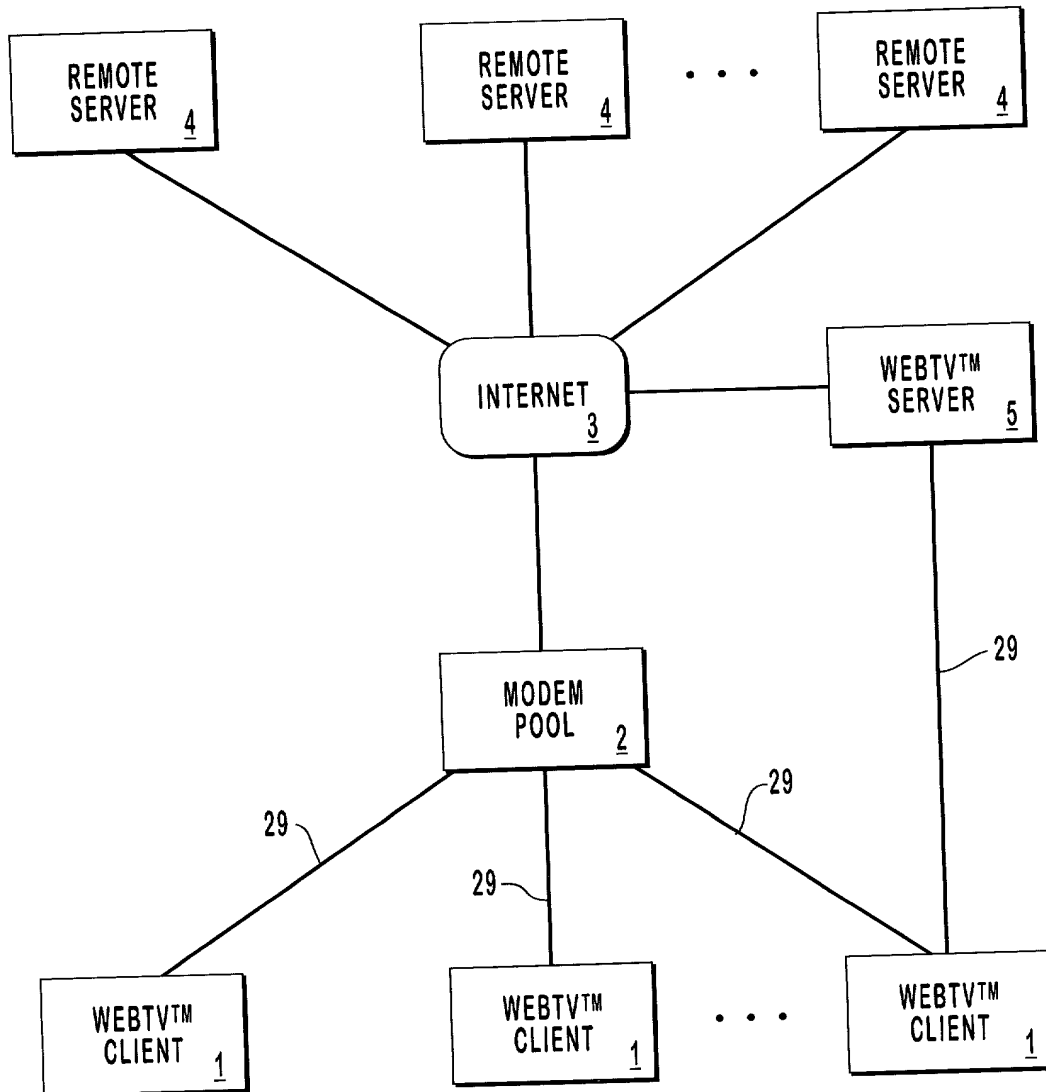 REMOTE
SERVER
4
REMOTE
SERVER
4
• • •
REMOTE
SERVER
4
INTERNET
3
WEBTV™
SERVER
5
29
MODEM
POOL
2
29
29
29
WEBTV™
CLIENT
1
WEBTV™
CLIENT
1
• • •
WEBTV™
CLIENT
1